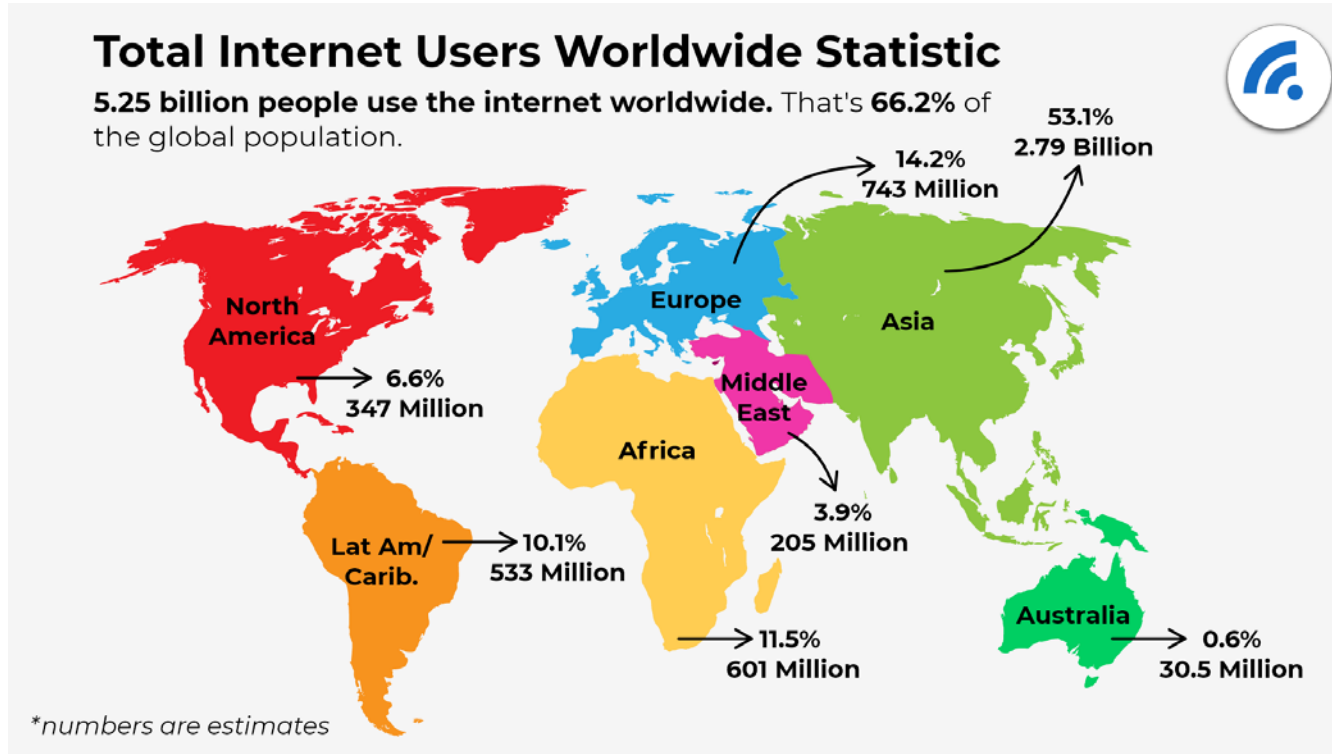 Total Internet Users Worldwide Statistic
5.25 billion people use the internet worldwide. That's 66.2% of
the global population.
53.1%
2.79 Billion
14.2%
743 Million
North
America
6.6%
347 Million
Europe
Asia
Middle
East
3.9%
205 Million
Africa
11.5%
601 Million
Lat Am/
Carib.
10.1%
533 Million
Australia
0.6%
30.5 Million
*numbers are estimates